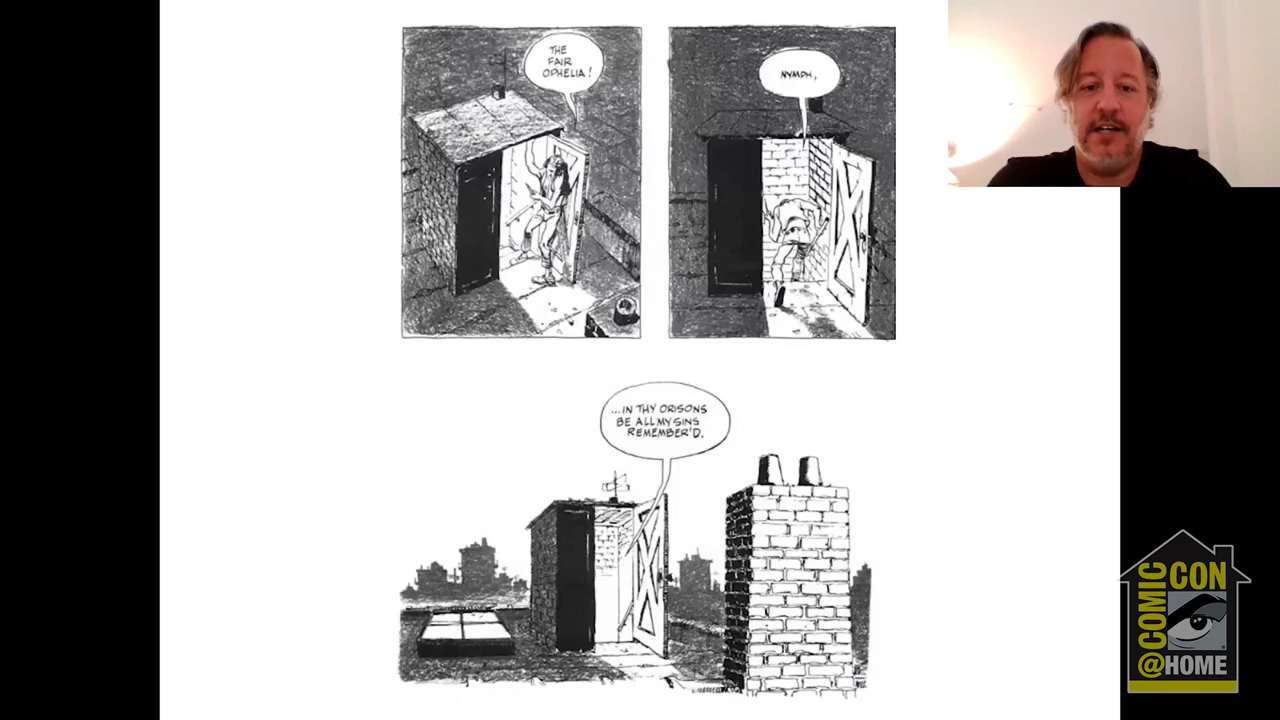 THE
FAIR
OPHELIA!
NYMPH,
...IN THY ORISONS
BE ALL MY SINS
REMEMBER'D.
COMIC
CON
@HOME